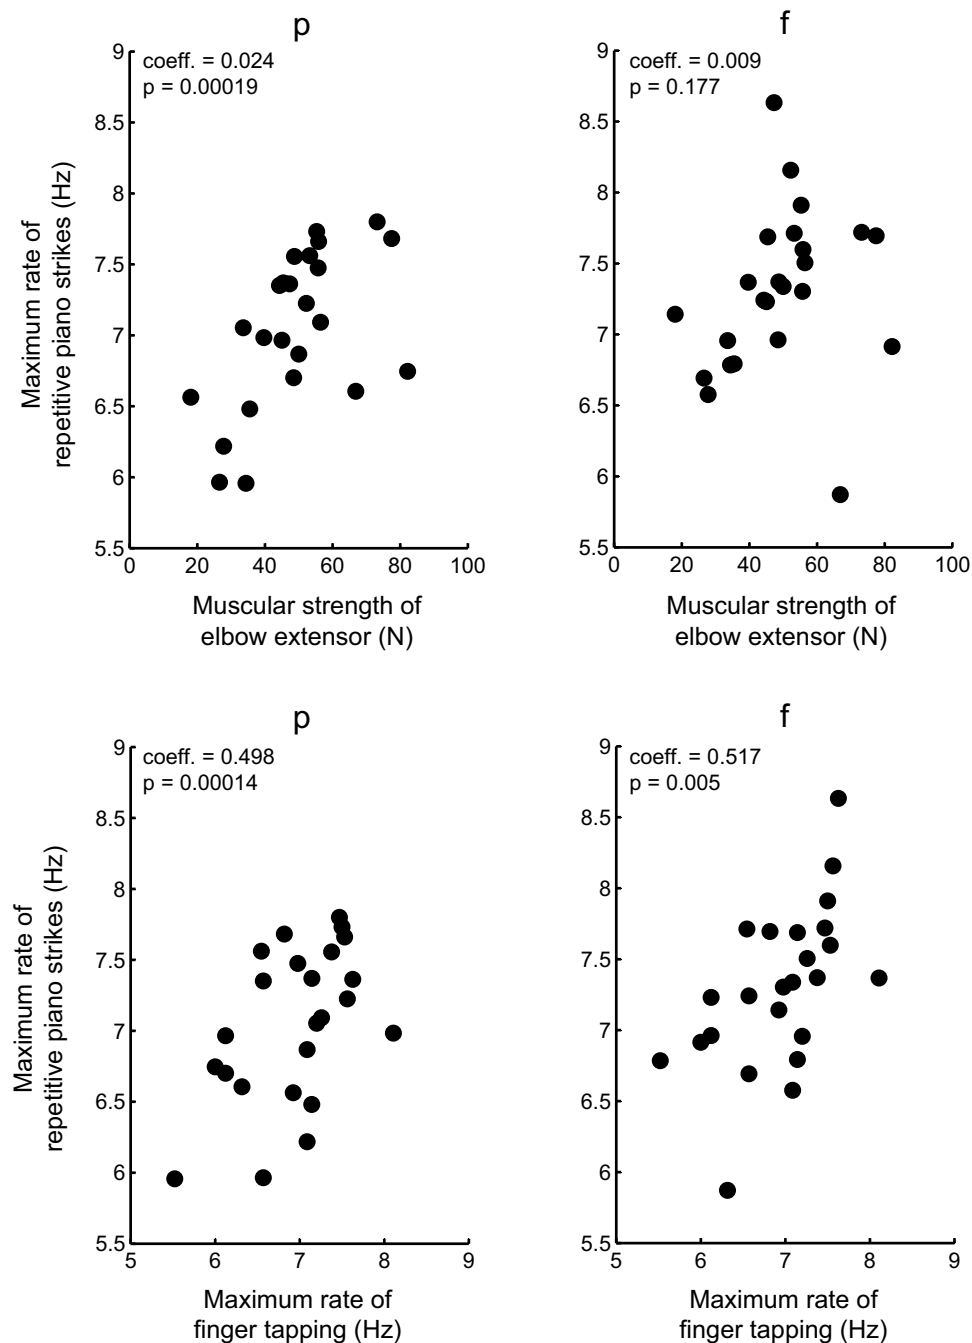 p
coeff. = 0.024
p = 0.00019
9
8.5
8
7.5
7
6.5
6
5.5
0 20 40 60 80 100
Maximum rate of
repetitive piano strikes (Hz)
Muscular strength of
elbow extensor (N)
f
coeff. = 0.009
p = 0.177
9
8.5
8
7.5
7
6.5
6
5.5
0 20 40 60 80 100
Muscular strength of
elbow extensor (N)
p
coeff. = 0.498
p = 0.00014
9
8.5
8
7.5
7
6.5
6
5.5
5 6 7 8 9
Maximum rate of
repetitive piano strikes (Hz)
Maximum rate of
finger tapping (Hz)
f
coeff. = 0.517
p = 0.005
9
8.5
8
7.5
7
6.5
6
5.5
5 6 7 8 9
Maximum rate of
finger tapping (Hz)